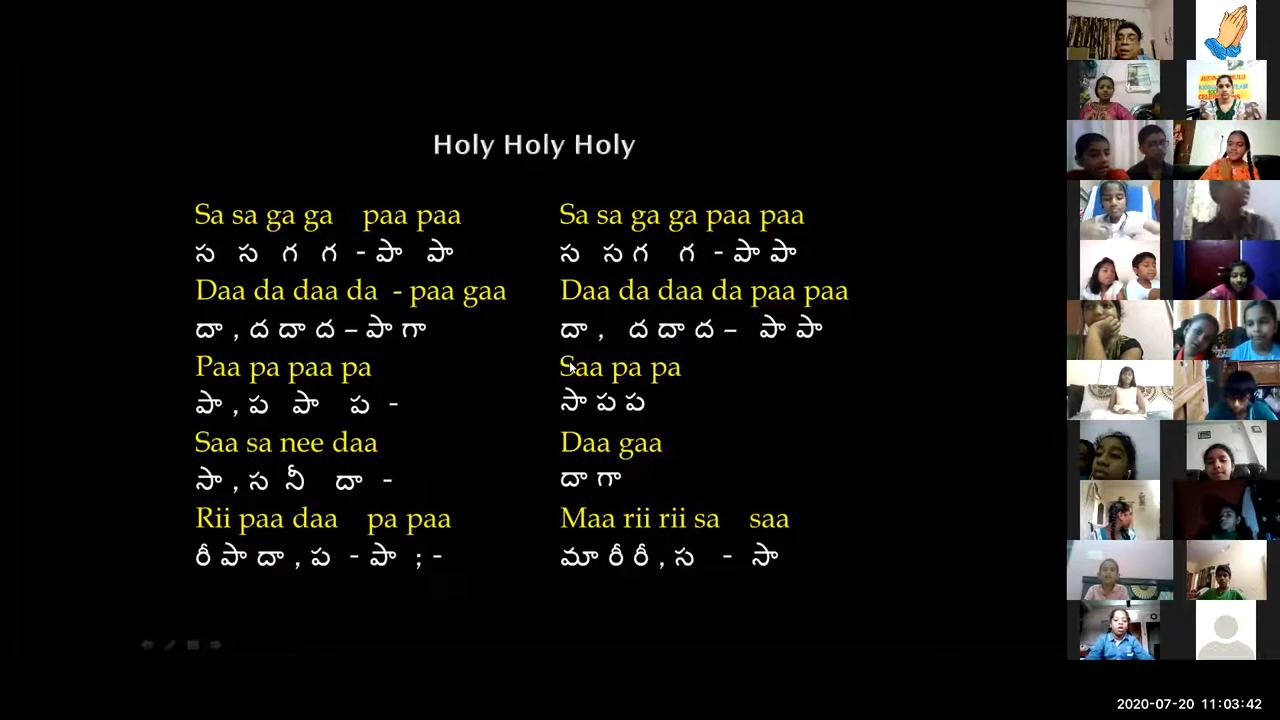 Holy Holy Holy
Sa sa ga ga paa paa
స స గ గ - పా పా
Daa da daa da - paa gaa
దా , ద దా ద – పా గా
Paa pa paa pa
పా , ప పా ప -
Saa sa nee daa
సా , స నీ దా -
Rii paa daa pa paa
రీ పా దా , ప - పా ; -
Sa sa ga ga paa paa
స స గ గ - పా పా
Daa da daa da paa paa
దా , ద దా ద – పా పా
Saa pa pa
సా ప ప
Daa gaa
దా గా
Maa rii rii sa saa
మా రీ రీ , స - సా
2020-07-20 11:03:42